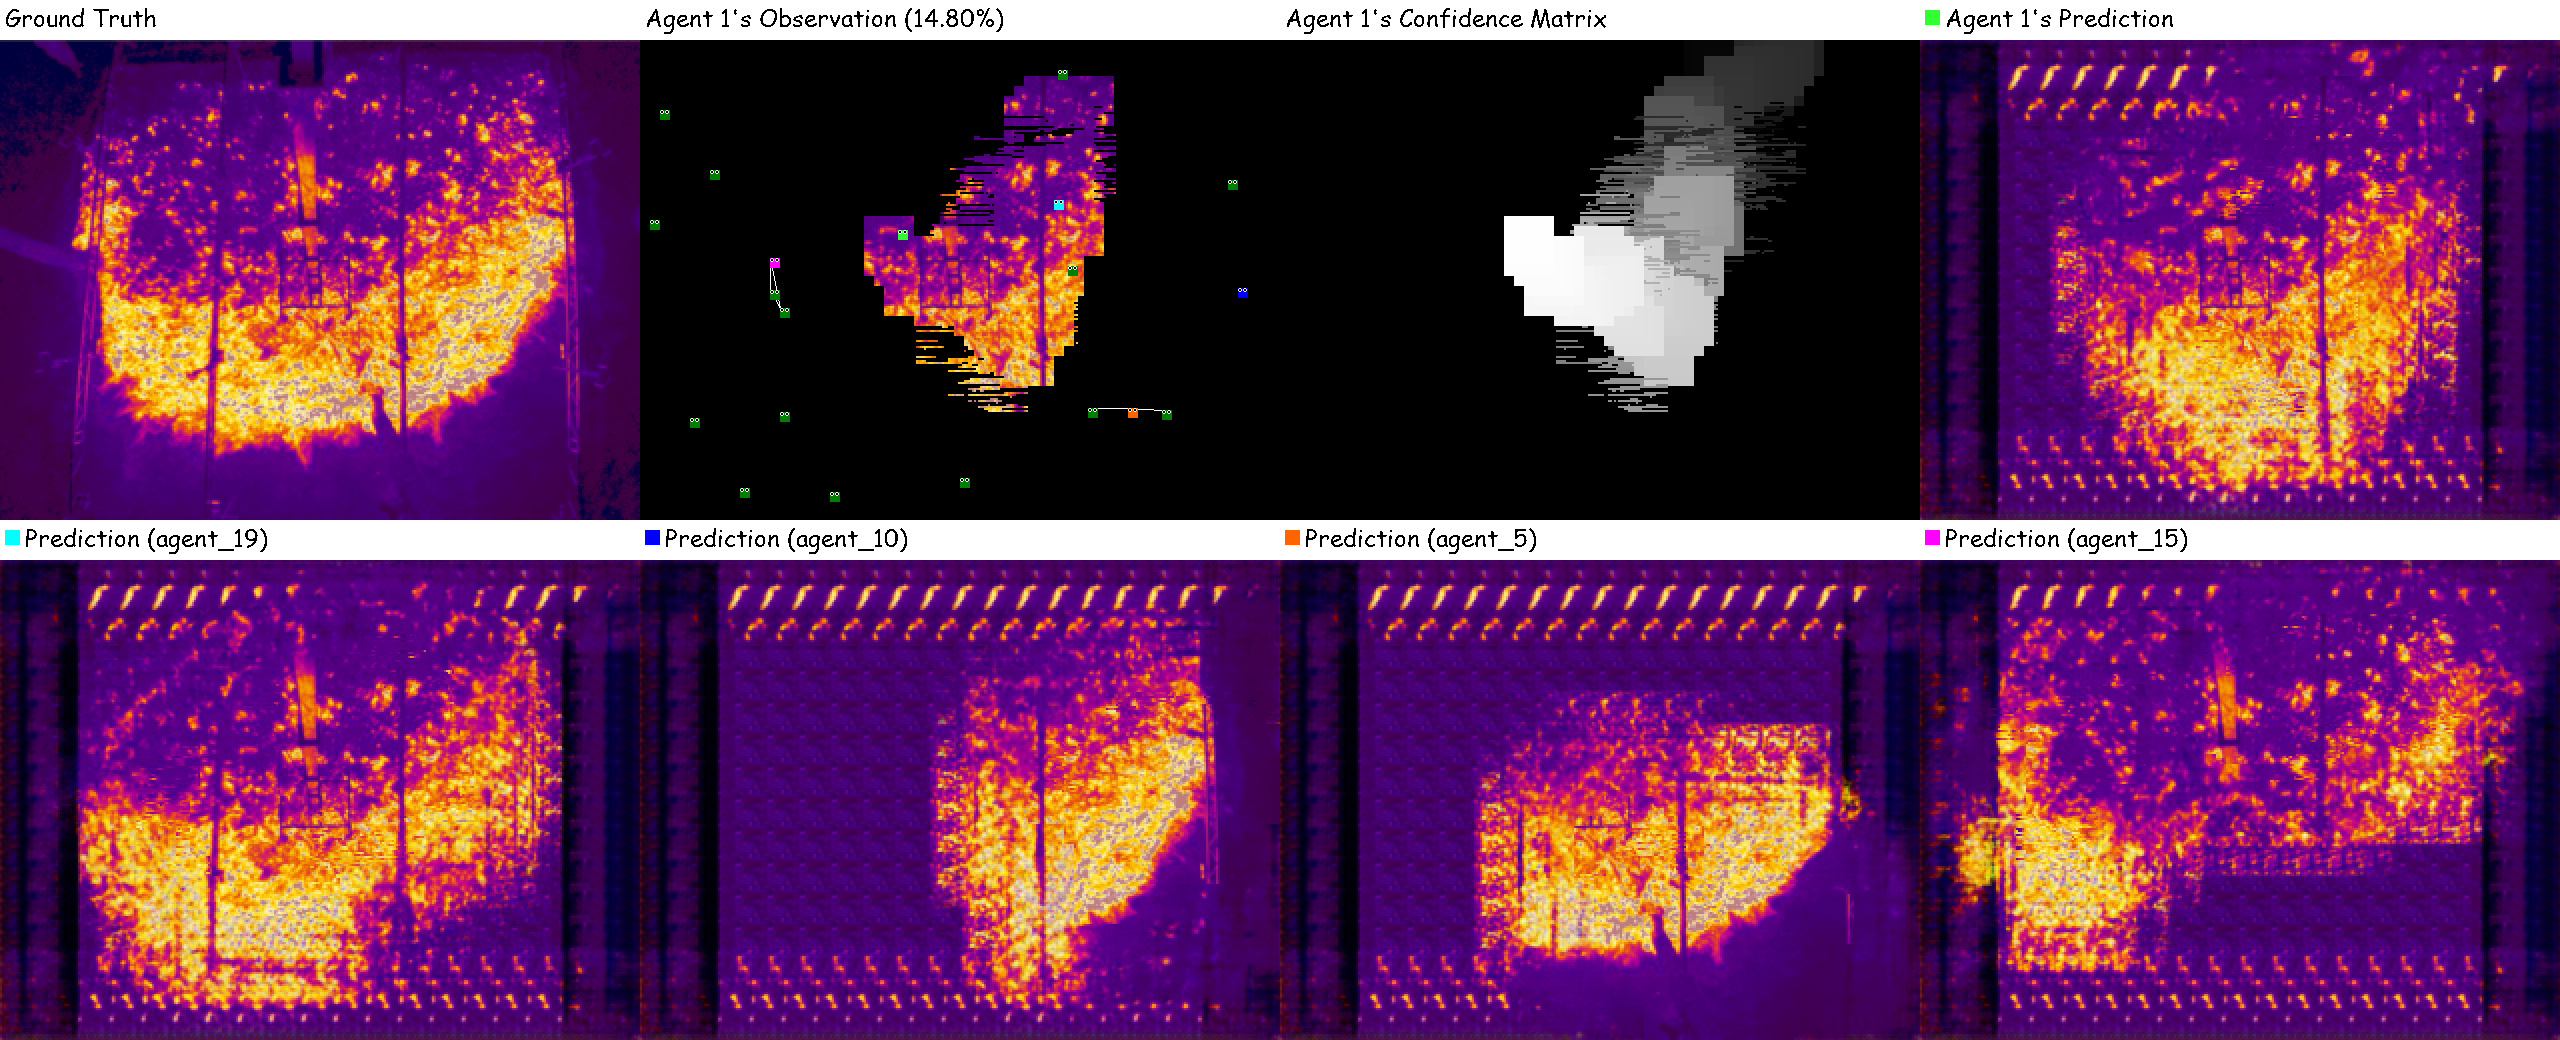 Ground Truth
Agent 1's Observation (14.80%)
Agent 1's Confidence Matrix
Agent 1's Prediction
Prediction (agent_19)
Prediction (agent_10)
Prediction (agent_5)
Prediction (agent_15)